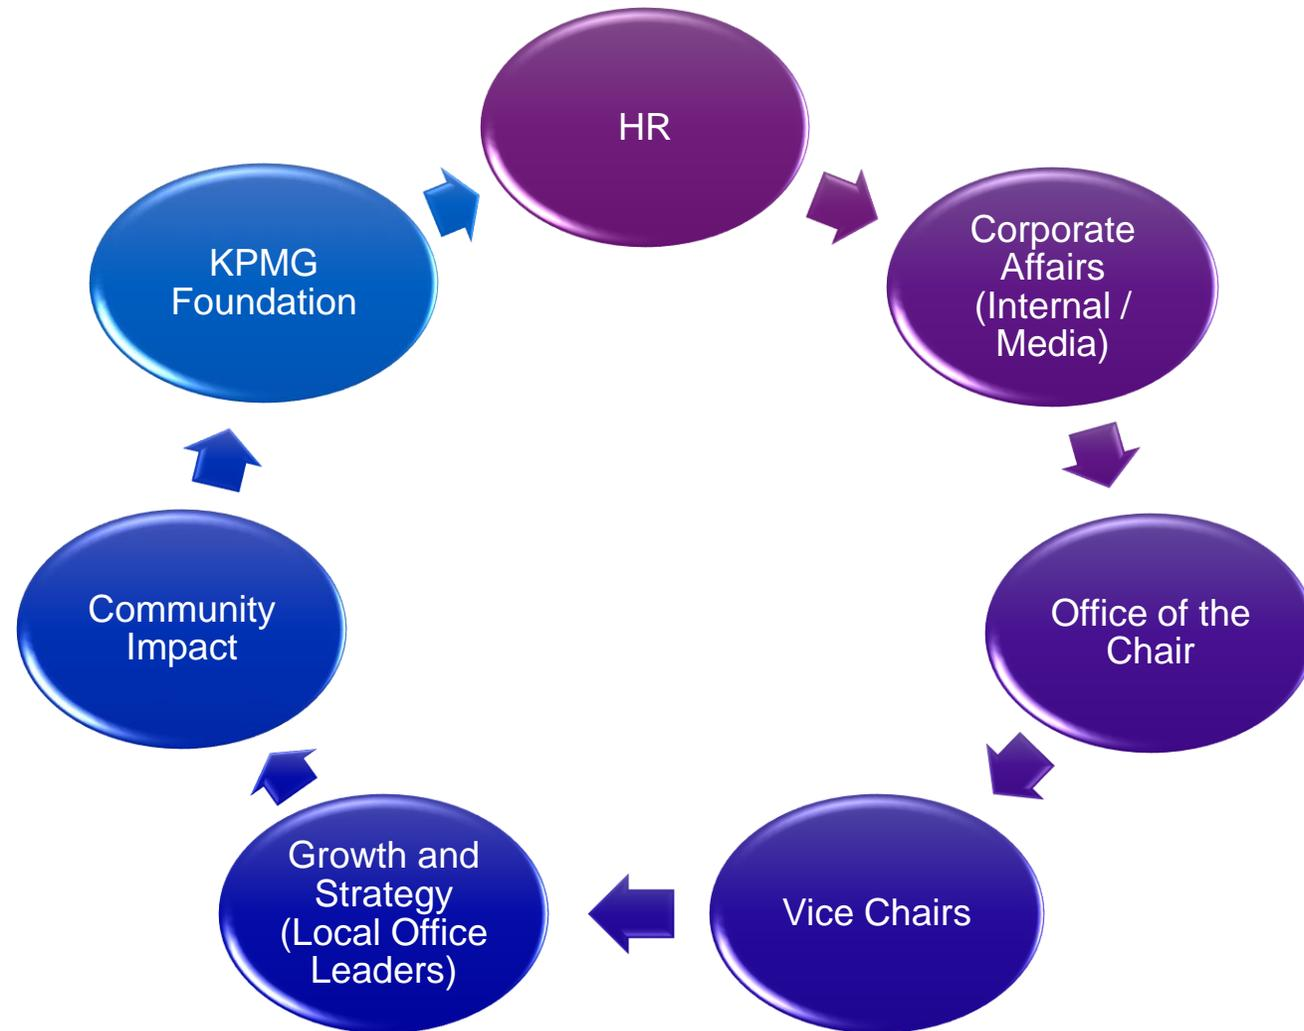 HR
Corporate
Affairs
(Internal /
Media)
Office of the
Chair
Vice Chairs
Growth and
Strategy
(Local Office
Leaders)
Community
Impact
KPMG
Foundation